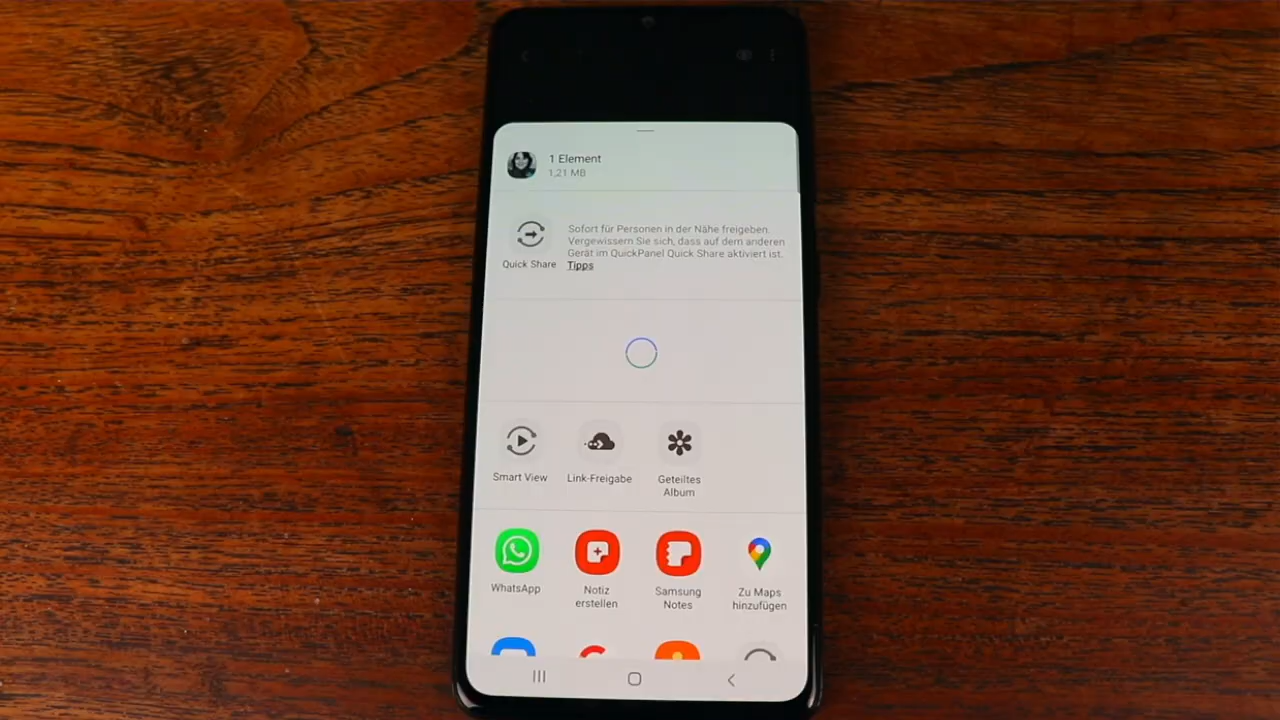 1 Element
1,21 MB
Sofort für Personen in der Nähe freigeben.
Vergewissern Sie sich, dass auf dem anderen
Gerät im QuickPanel Quick Share aktiviert ist.
Tipps
Quick Share
Smart View
Link-Freigabe
Geteiltes
Album
WhatsApp
Notiz
erstellen
Samsung
Notes
Zu Maps
hinzufügen